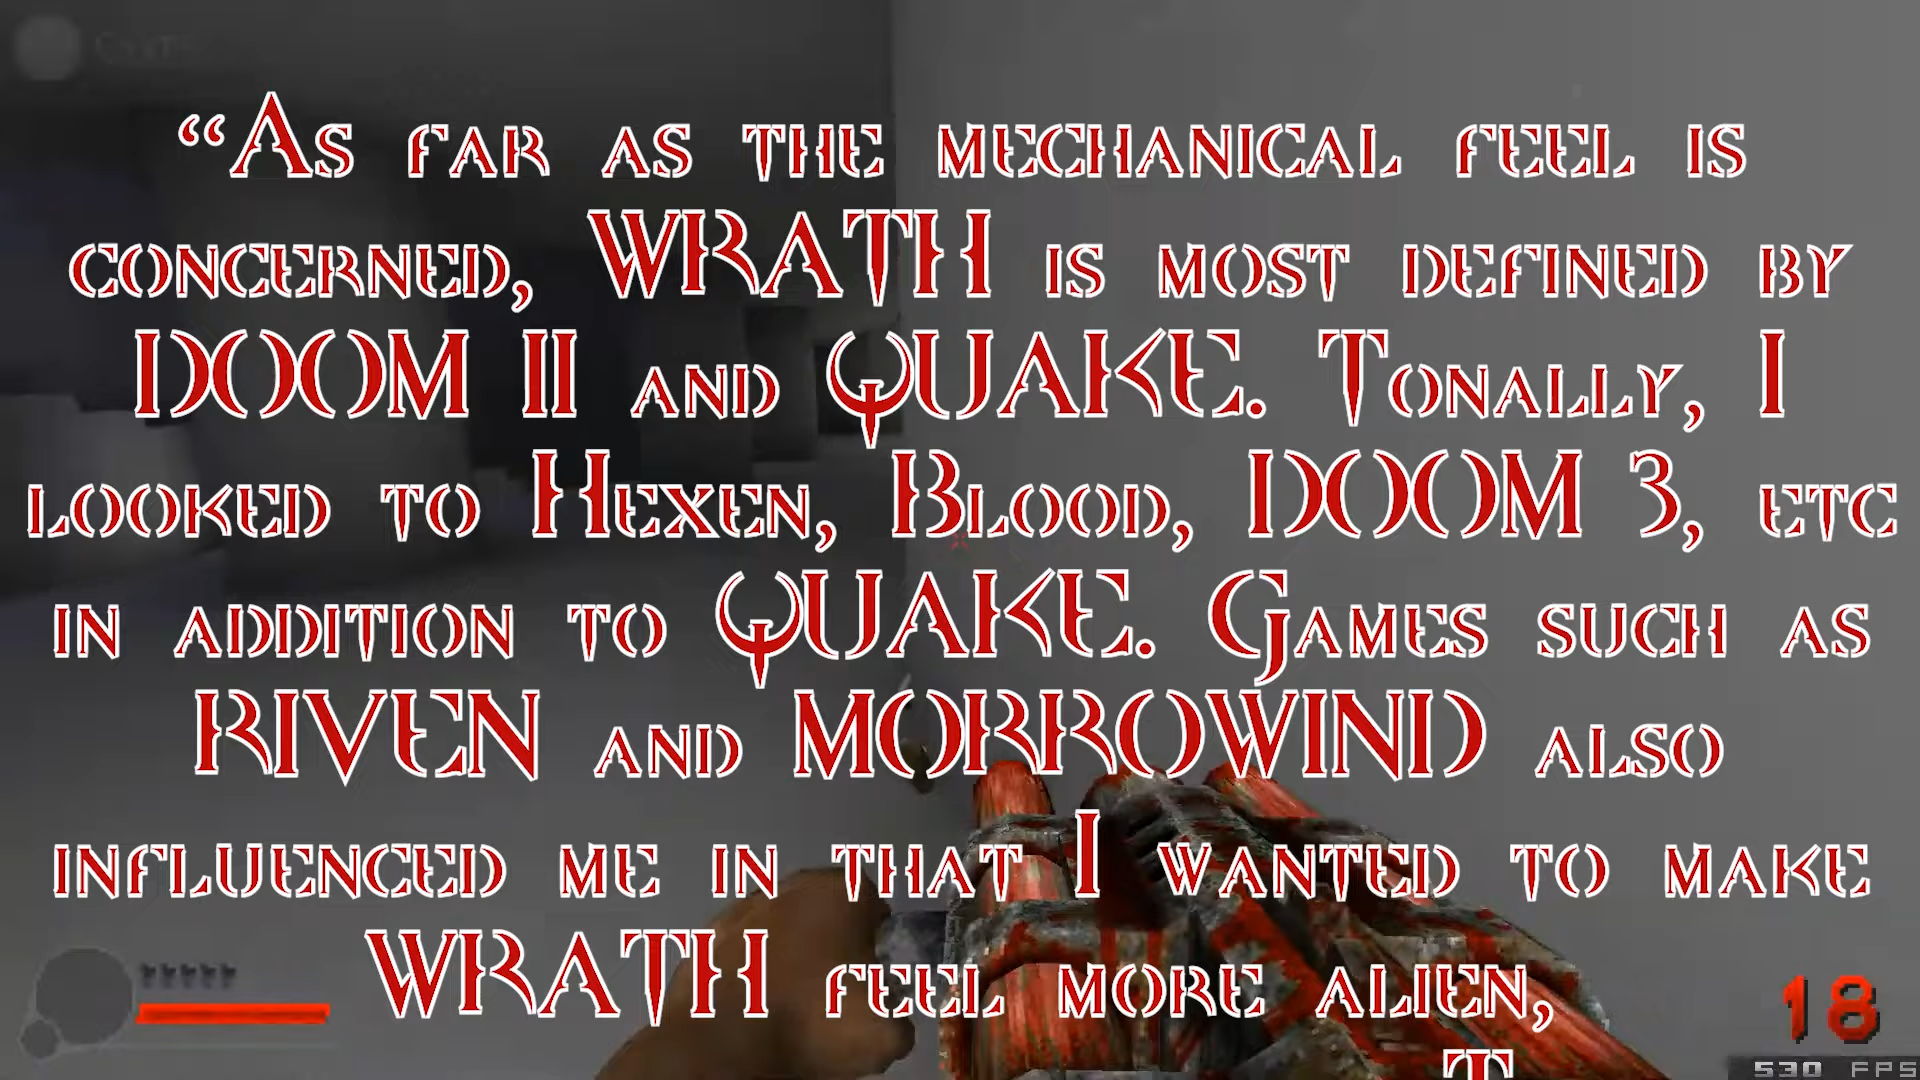 “As far as the mechanical feel is
concerned, WRATH is most defined by
DOOM II and QUAKE. Tonally, I
looked to Hexen, Blood, DOOM 3, etc
in addition to QUAKE. Games such as
RIVEN and MORROWIND also
influenced me in that I wanted to make
WRATH feel more alien,
18
530 FPS